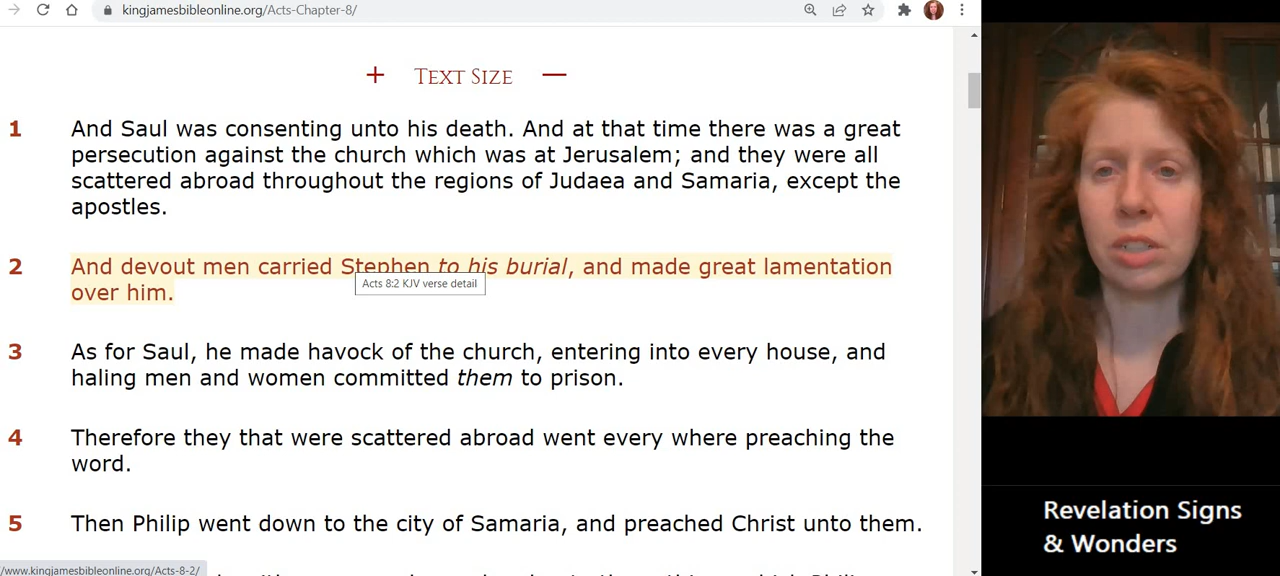 kingjamesbibleonline.org/Acts-Chapter-8/
+ TEXT SIZE —
1 And Saul was consenting unto his death. And at that time there was a great
persecution against the church which was at Jerusalem; and they were all
scattered abroad throughout the regions of Judaea and Samaria, except the
apostles.
2 And devout men carried Stephen to his burial, and made great lamentation
Acts 8:2 KJV verse detail
over him.
3 As for Saul, he made havock of the church, entering into every house, and
haling men and women committed them to prison.
4 Therefore they that were scattered abroad went every where preaching the
word.
5 Then Philip went down to the city of Samaria, and preached Christ unto them.
Revelation Signs
& Wonders
/www.kingjamesbibleonline.org/Acts-8-2/